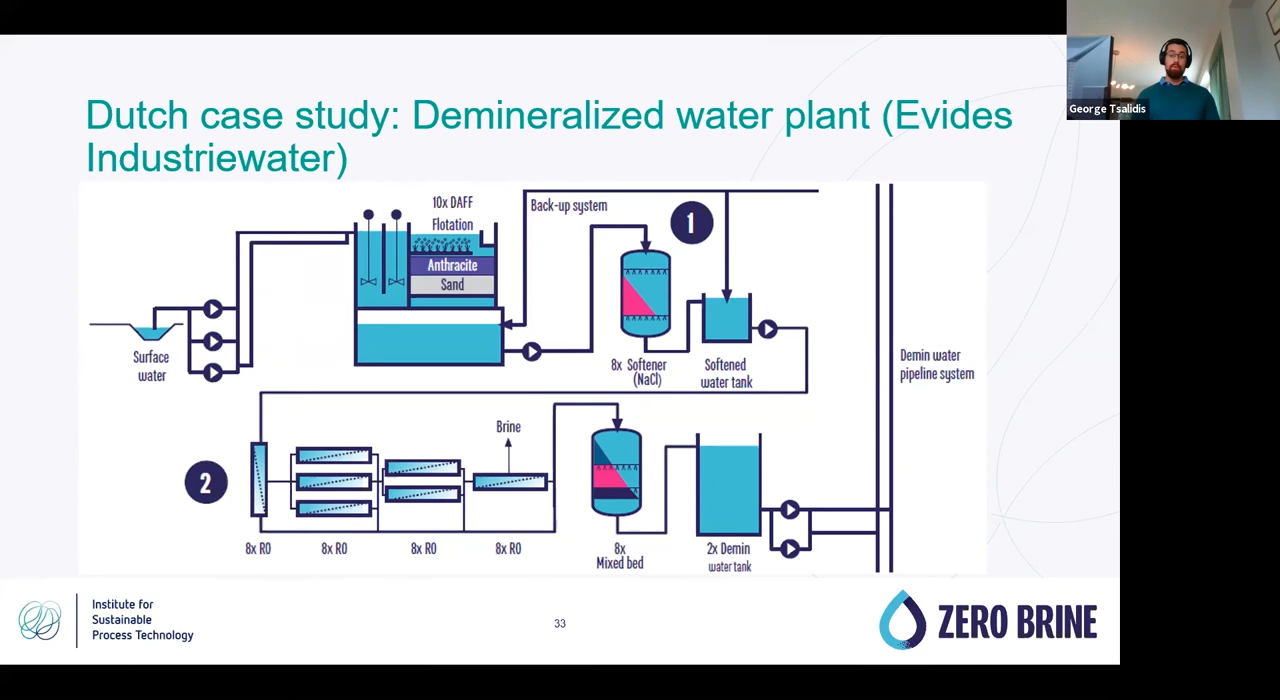 George Tsalidis
Dutch case study: Demineralized water plant (Evides
Industriewater)
10x DAFF
Flotation
Anthracite
Sand
Back-up system
1
Surface
water
8x Softener
(NaCl)
Softened
water tank
Demin water
pipeline system
2
Brine
8x RO
8x RO
8x RO
8x RO
8x
Mixed bed
2x Demin
water tank
Institute for
Sustainable
Process Technology
33
ZERO BRINE